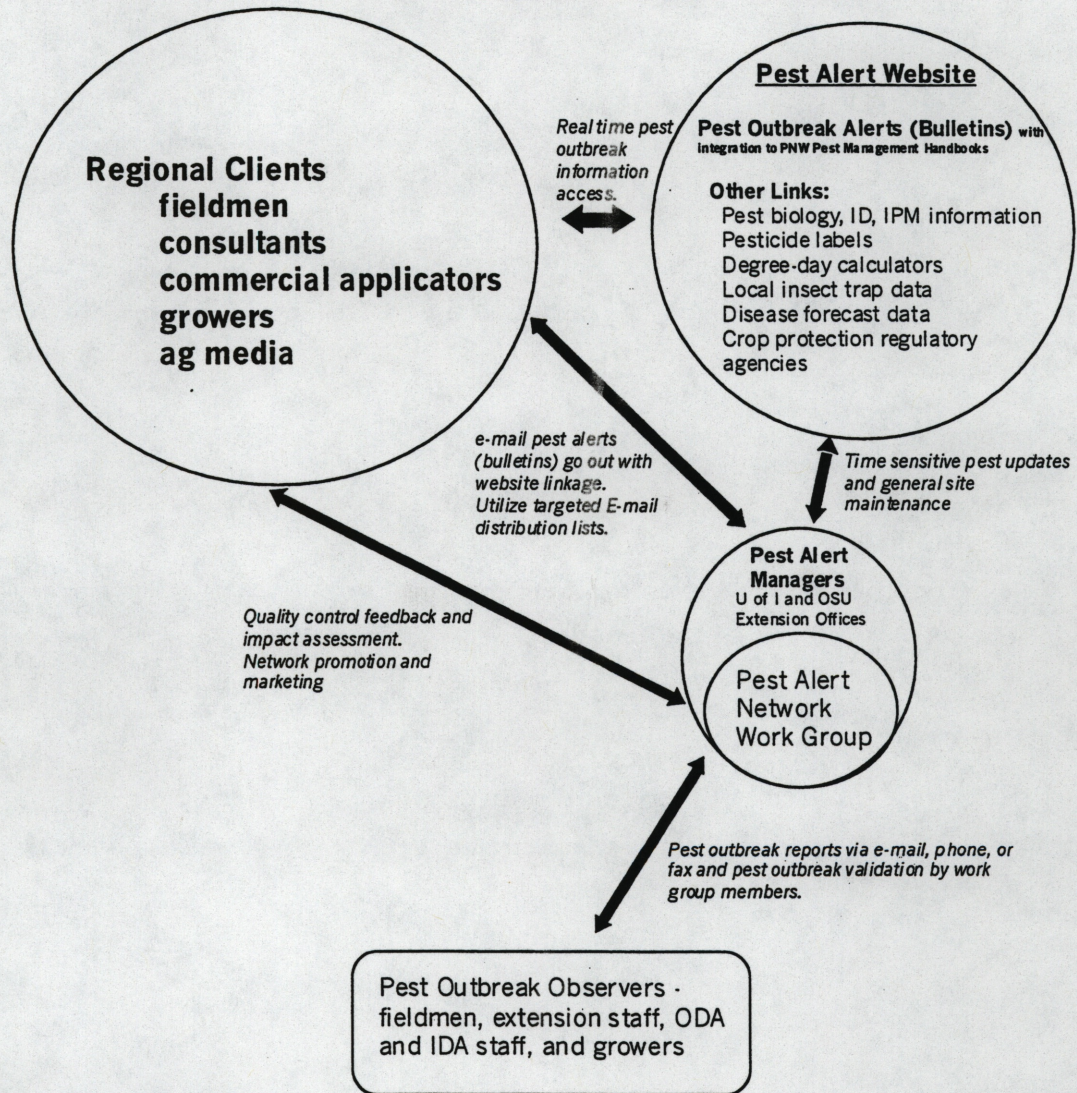 Pest Alert Website
Pest Outbreak Alerts (Bulletins) with
Integration to PNW Pest Management Handbooks
Other Links:
Pest biology, ID, IPM information
Pesticide labels
Degree-day calculators
Local insect trap data
Disease forecast data
Crop protection regulatory
agencies
Real time pest
outbreak
information
access.
Regional Clients
fieldmen
consultants
commercial applicators
growers
ag media
e-mail pest alerts
(bulletins) go out with
website linkage.
Utilize targeted E-mail
distribution lists.
Time sensitive pest updates
and general site
maintenance
Pest Alert
Managers
U of I and OSU
Extension Offices
Pest Alert
Network
Work Group
Quality control feedback and
impact assessment.
Network promotion and
marketing
Pest outbreak reports via e-mail, phone, or
fax and pest outbreak validation by work
group members.
Pest Outbreak Observers -
fieldmen, extension staff, ODA
and IDA staff, and growers